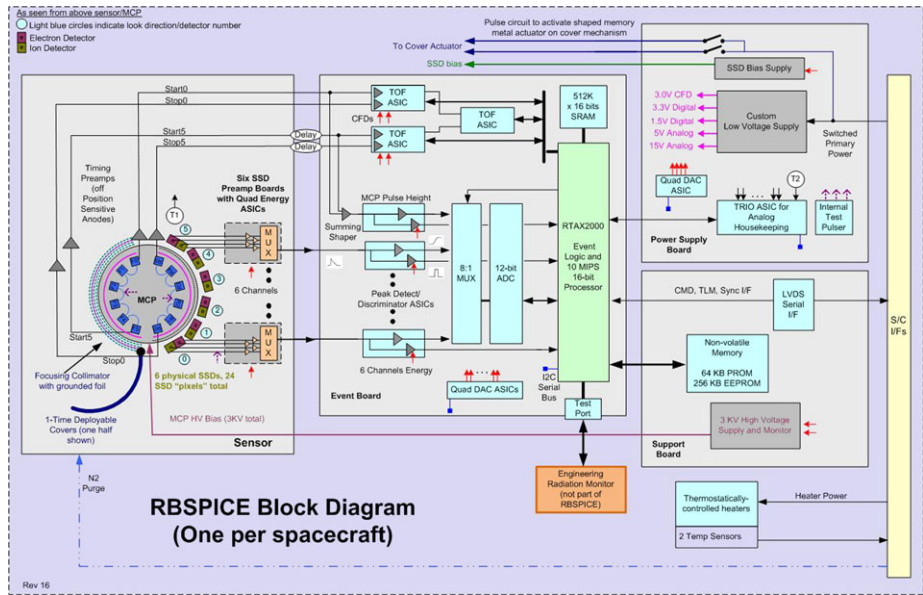 As seen from above sensor/MCP
Light blue circles indicate look direction/detector number
Electron Detector
Ion Detector
Pulse circuit to activate shaped memory
metal actuator on cover mechanism
To Cover Actuator
SSD bias
SSD Bias Supply
3.0V CFD
3.3V Digital
1.5V Digital
5V Analog
15V Analog
Custom
Low Voltage Supply
Switched
Primary
Power
Quad DAC
ASIC
T2
TRIO ASIC for
Analog
Housekeeping
Internal
Test
Pulser
Power Supply
Board
Start0
Stop0
Start5
Stop5
Delay
Delay
TOF
ASIC
CFDs
TOF
ASIC
TOF
ASIC
512K
x 16 bits
SRAM
Timing
Preamps
(off
Position
Sensitive
Anodes)
Six SSD
Preamp Boards
with Quad Energy
ASICs
T1
MUX
6 Channels
MUX
5
4
3
2
1
0
MCP
Start5
Stop0
Focusing Collimator
with grounded foil
6 physical SSDs, 24
SSD "pixels" total
1-Time Deployable
Covers (one half
shown)
MCP HV Bias (3KV total)
Sensor
MCP Pulse Height
Summing
Shaper
Peak Detect/
Discriminator ASICs
6 Channels Energy
8:1
MUX
12-bit
ADC
RTAX2000
Event
Logic and
10 MIPS
16-bit
Processor
Quad DAC ASICs
I2C
Serial
Bus
Event Board
Test
Port
Engineering
Radiation Monitor
(not part of
RBSPICE)
CMD, TLM, Sync I/F
LVDS
Serial
I/F
Non-volatile
Memory
64 KB PROM
256 KB EEPROM
3 KV High Voltage
Supply and Monitor
Support
Board
S/C
I/Fs
Thermostatically-
controlled heaters
2 Temp Sensors
Heater Power
N2
Purge
RBSPICE Block Diagram
(One per spacecraft)
Rev 16